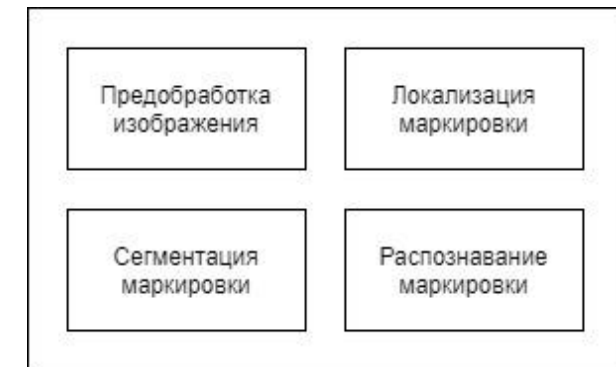 Предобработка
изображения
Локализация
маркировки
Сегментация
маркировки
Распознавание
маркировки